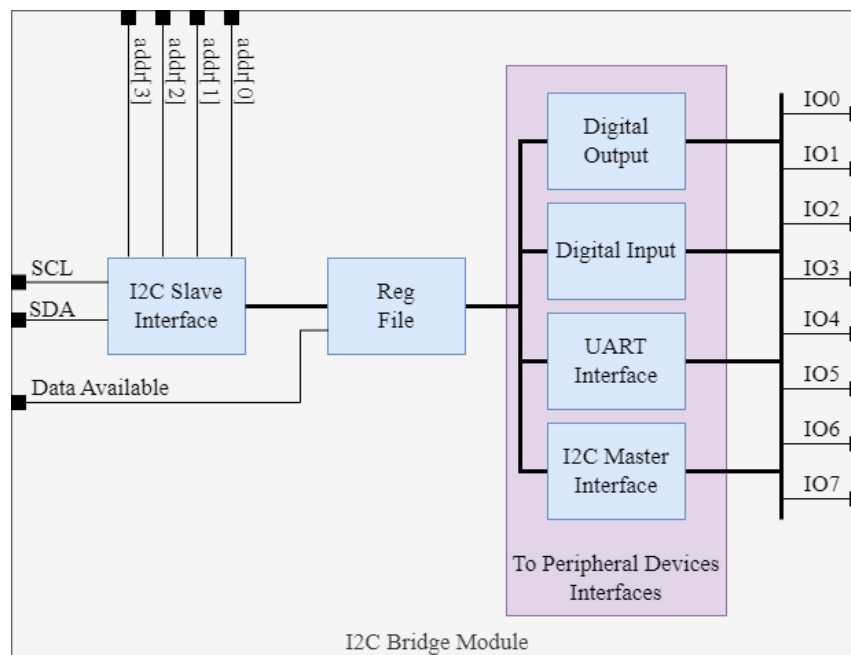 addr[3]
addr[2]
addr[1]
addr[0]
SCL
SDA
I2C Slave
Interface
Data Available
Reg
File
Digital
Output
Digital Input
UART
Interface
I2C Master
Interface
To Peripheral Devices
Interfaces
IO0
IO1
IO2
IO3
IO4
IO5
IO6
IO7
I2C Bridge Module